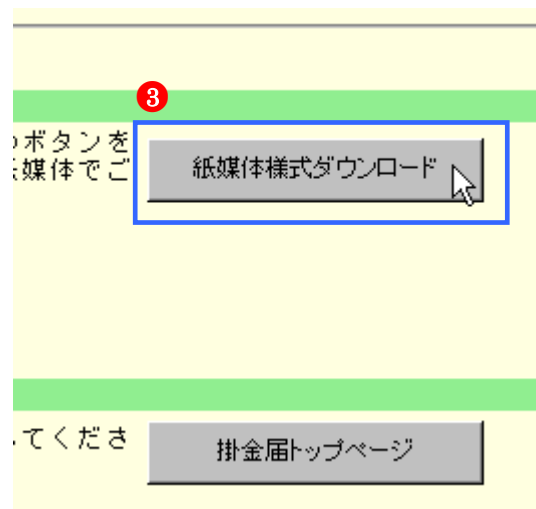 ❸
ボタンを
媒体でご
紙媒体様式ダウンロード
てくださ
掛金届トップページ